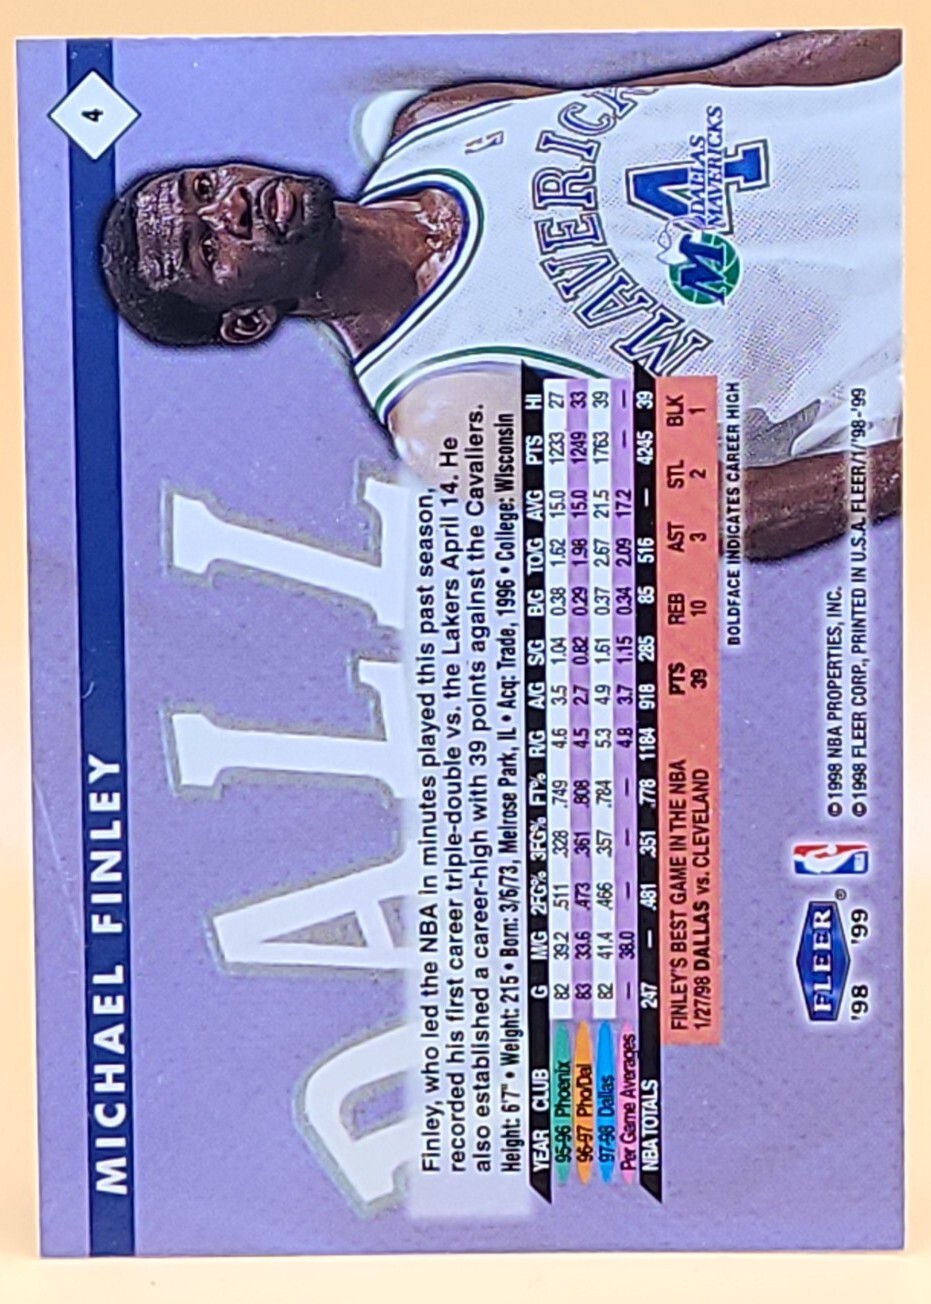 4
MICHAEL FINLEY
DALL
MAVERICK
4
M
DALLAS
MAVERICKS
Finley, who led the NBA in minutes played this past season,
recorded his first career triple-double vs. the Lakers April 14. He
also established a career-high with 39 points against the Cavaliers.
Height: 6'7" • Weight: 215 • Born: 3/6/73, Melrose Park, IL • Acq: Trade, 1996 • College: Wisconsin
YEAR CLUB G M/G 2FG% 3FG% FT% R/G A/G S/G B/G TO/G AVG PTS HI
95-96 Phoenix 82 39.2 .511 .328 .749 4.6 3.5 1.04 0.38 1.62 15.0 1233 27
96-97 Pho/Dal 83 33.6 .473 .361 .808 4.5 2.7 0.82 0.29 1.98 15.0 1249 33
97-98 Dallas 82 41.4 .466 .357 .784 5.3 4.9 1.61 0.37 2.67 21.5 1763 39
Per Game Averages — 38.0 — — — 4.8 3.7 1.15 0.34 2.09 17.2 — —
NBA TOTALS 247 — .481 .351 .778 1184 918 285 85 516 — 4245 39
FINLEY'S BEST GAME IN THE NBA PTS REB AST STL BLK
1/27/98 DALLAS vs. CLEVELAND 39 10 3 2 1
BOLDFACE INDICATES CAREER HIGH
FLEER®
'98 '99
© 1998 NBA PROPERTIES, INC.
© 1998 FLEER CORP., PRINTED IN U.S.A. FLEER/1/'98-'99